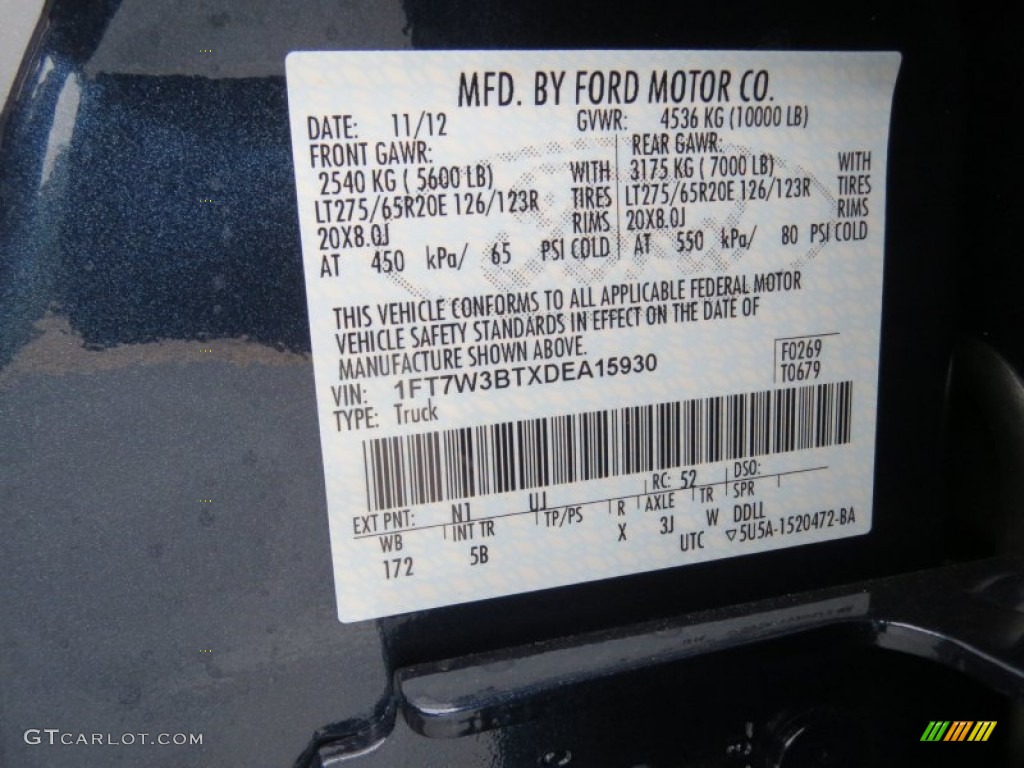 MFD. BY FORD MOTOR CO.
DATE: 11/12 GVWR: 4536 KG (10000 LB)
FRONT GAWR: REAR GAWR:
2540 KG ( 5600 LB) WITH 3175 KG ( 7000 LB) WITH
LT275/65R20E 126/123R TIRES LT275/65R20E 126/123R TIRES
20X8.0J RIMS 20X8.0J RIMS
AT 450 kPa/ 65 PSI COLD AT 550 kPa/ 80 PSI COLD
THIS VEHICLE CONFORMS TO ALL APPLICABLE FEDERAL MOTOR
VEHICLE SAFETY STANDARDS IN EFFECT ON THE DATE OF
MANUFACTURE SHOWN ABOVE.
VIN: 1FT7W3BTXDEA15930 F0269
TYPE: Truck T0679
EXT PNT: N1 UJ RC: 52 DSO:
WB INT TR TP/PS R AXLE TR SPR
172 5B X 3J W DDLL
UTC ▽5U5A-1520472-BA
GTCARLOT.COM